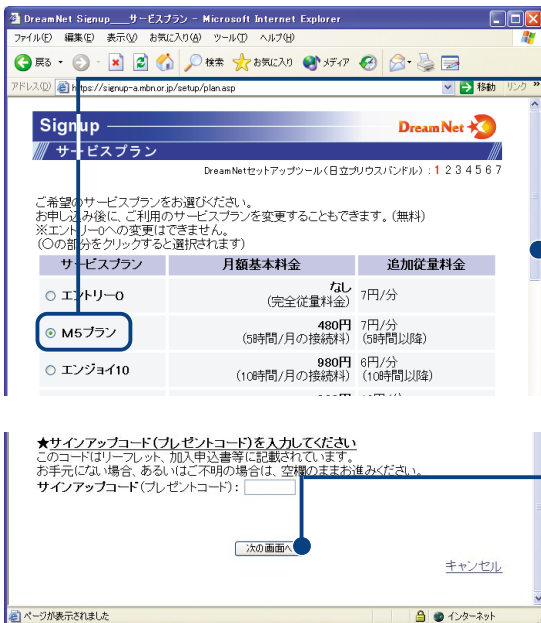 DreamNet Signup___サービスプラン - Microsoft Internet Explorer
ファイル(F) 編集(E) 表示(V) お気に入り(A) ツール(T) ヘルプ(H)
戻る 検索 お気に入り メディア
アドレス(D) https://signup-a.mbn.or.jp/setup/plan.asp 移動 リンク »
Signup DreamNet
サービスプラン
DreamNetセットアップツール(日立プリウスバンドル) : 1 2 3 4 5 6 7
ご希望のサービスプランをお選びください。
お申し込み後に、ご利用のサービスプランを変更することもできます。(無料)
※エントリー0への変更はできません。
(○の部分をクリックすると選択されます)
サービスプラン 月額基本料金 追加従量料金
エントリー0 なし (完全従量料金) 7円/分
M5プラン 480円 7円/分
(5時間/月の接続料) (5時間以降)
エンジョイ10 980円 6円/分
(10時間/月の接続料) (10時間以降)
★サインアップコード(プレゼントコード)を入力してください
このコードはリーフレット、加入申込書等に記載されています。
お手元にない場合、あるいはご不明の場合は、空欄のままお進みください。
サインアップコード(プレゼントコード) :
次の画面へ
キャンセル
ページが表示されました インターネット